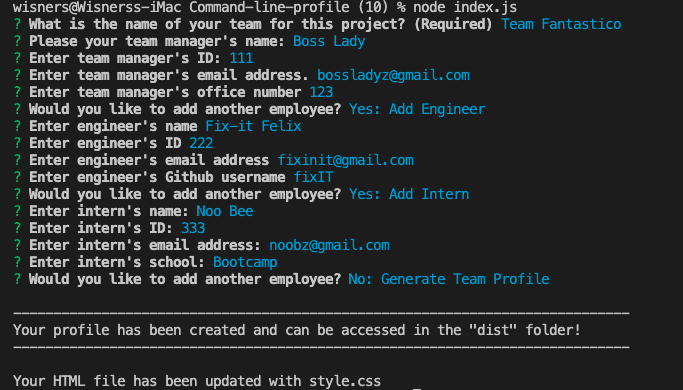 wisners@Wisnerss-iMac Command-line-profile (10) % node index.js
? What is the name of your team for this project? (Required) Team Fantastico
? Please your team manager's name: Boss Lady
? Enter team manager's ID: 111
? Enter team manager's email address. bossladyz@gmail.com
? Enter team manager's office number 123
? Would you like to add another employee? Yes: Add Engineer
? Enter engineer's name Fix-it Felix
? Enter engineer's ID 222
? Enter engineer's email address fixinit@gmail.com
? Enter engineer's Github username fixIT
? Would you like to add another employee? Yes: Add Intern
? Enter intern's name: Noo Bee
? Enter intern's ID: 333
? Enter intern's email address: noobz@gmail.com
? Enter intern's school: Bootcamp
? Would you like to add another employee? No: Generate Team Profile
Your profile has been created and can be accessed in the "dist" folder!
Your HTML file has been updated with style.css